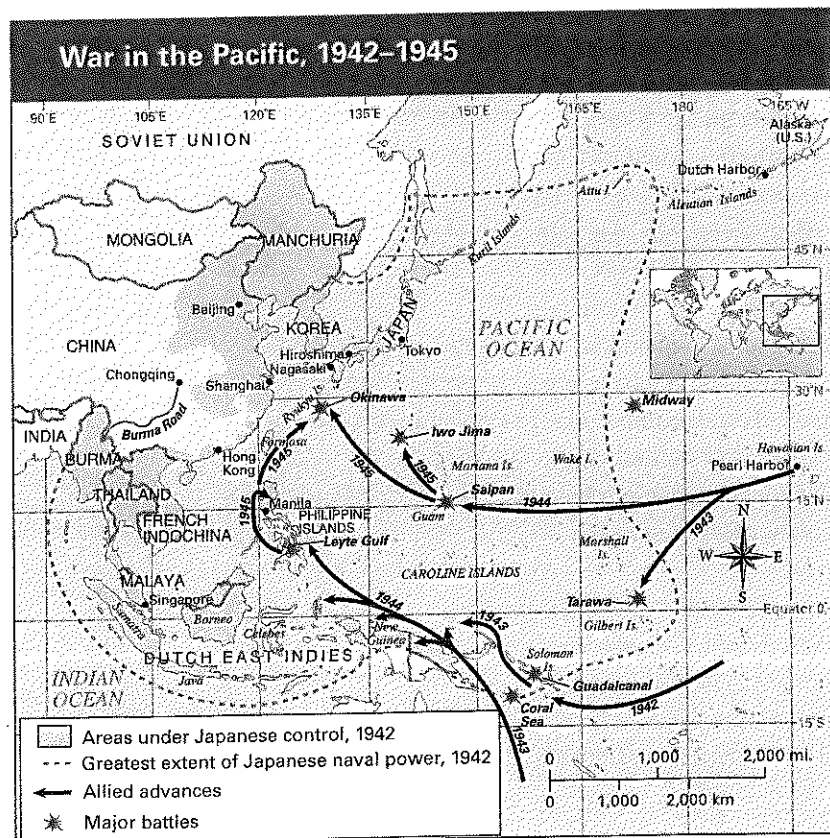 War in the Pacific, 1942–1945
90°E 105°E 120°E 135°E 150°E 165°E 180 165°W
Alaska
(U.S.)
SOVIET UNION
Dutch Harbor
Attu I.
Aleutian Islands
MONGOLIA
MANCHURIA
Kuril Islands
45°N
Beijing
KOREA
JAPAN
PACIFIC
OCEAN
CHINA
Hiroshima
Tokyo
Nagasaki
Chongqing
Shanghai
30°N
Okinawa
Midway
Ryukyu Is.
Burma Road
Iwo Jima
INDIA
Formosa
1945
1945
1945
Hawaiian Is.
BURMA
Hong
Kong
Mariana Is.
Wake I.
Pearl Harbor
Saipan
1944
THAILAND
1945
Manila
15°N
PHILIPPINE
ISLANDS
Guam
1943
N
FRENCH
INDOCHINA
Leyte Gulf
Marshall
Is.
W E
MALAYA
CAROLINE ISLANDS
S
Singapore
1944
Tarawa
Equator 0°
Sumatra
Borneo
Celebes
New
Guinea
1943
Gilbert Is.
DUTCH EAST INDIES
Solomon
Is.
INDIAN
OCEAN
Java
Guadalcanal
Coral
Sea
1942
1943
15°S
Areas under Japanese control, 1942
Greatest extent of Japanese naval power, 1942
Allied advances
Major battles
0 1,000 2,000 mi.
0 1,000 2,000 km